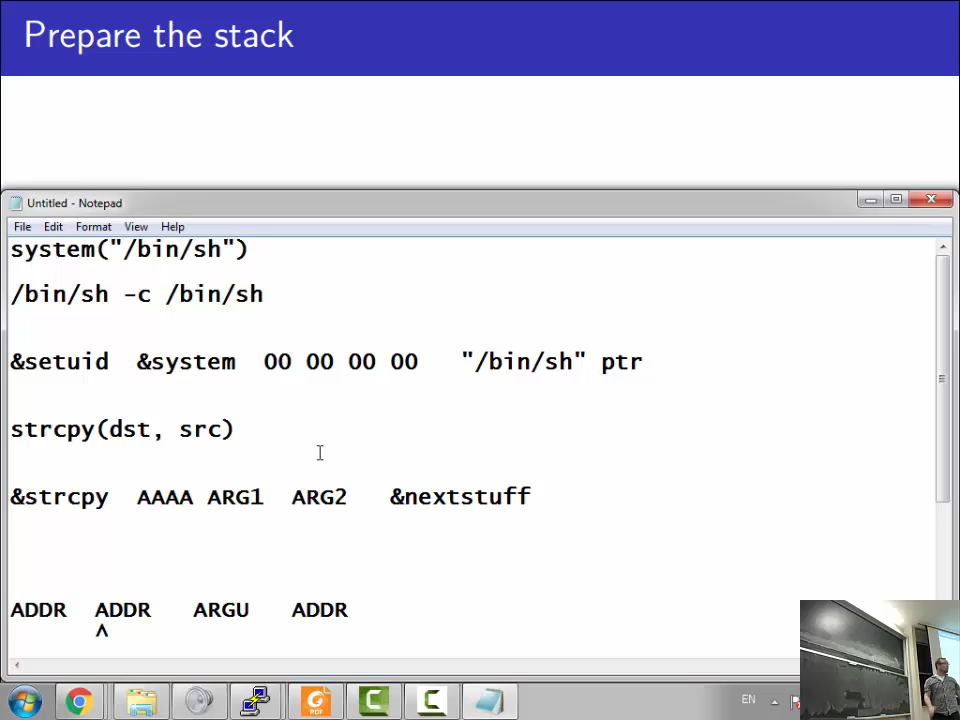 Prepare the stack
Untitled - Notepad
File Edit Format View Help
system("/bin/sh")
/bin/sh -c /bin/sh
&setuid &system 00 00 00 00 "/bin/sh" ptr
strcpy(dst, src)
&strcpy AAAA ARG1 ARG2 &nextstuff
ADDR ADDR ARGU ADDR
^
PDF
EN